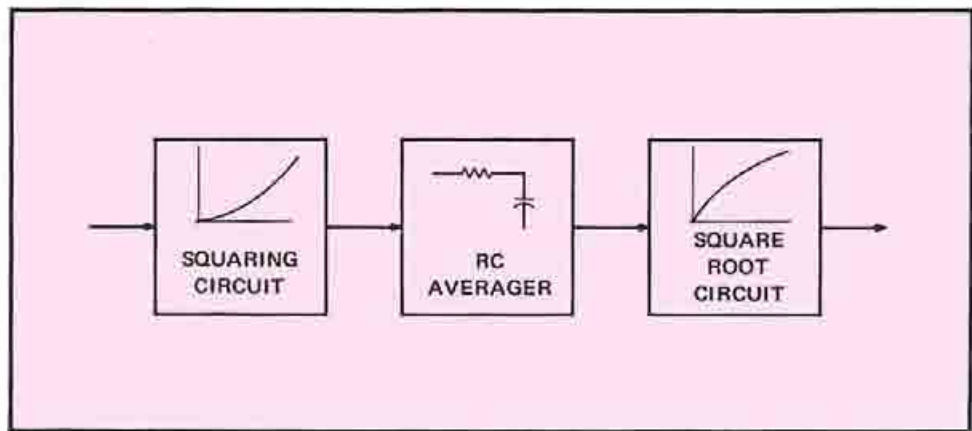 SQUARING
CIRCUIT
RC
AVERAGER
SQUARE
ROOT
CIRCUIT